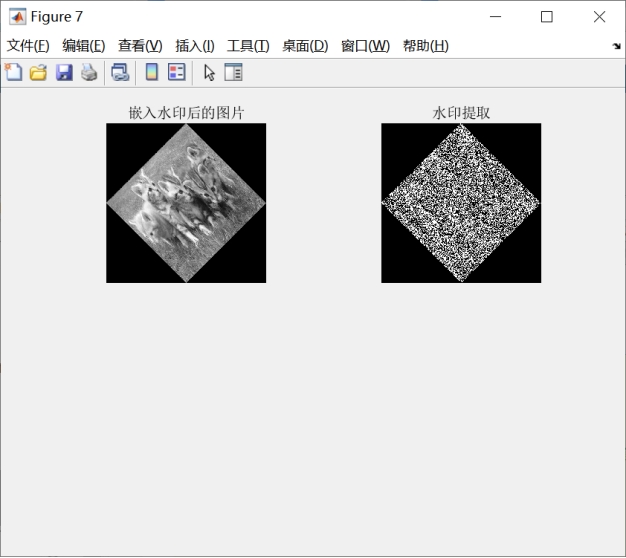 Figure 7
文件(F) 编辑(E) 查看(V) 插入(I) 工具(T) 桌面(D) 窗口(W) 帮助(H)
嵌入水印后的图片 水印提取